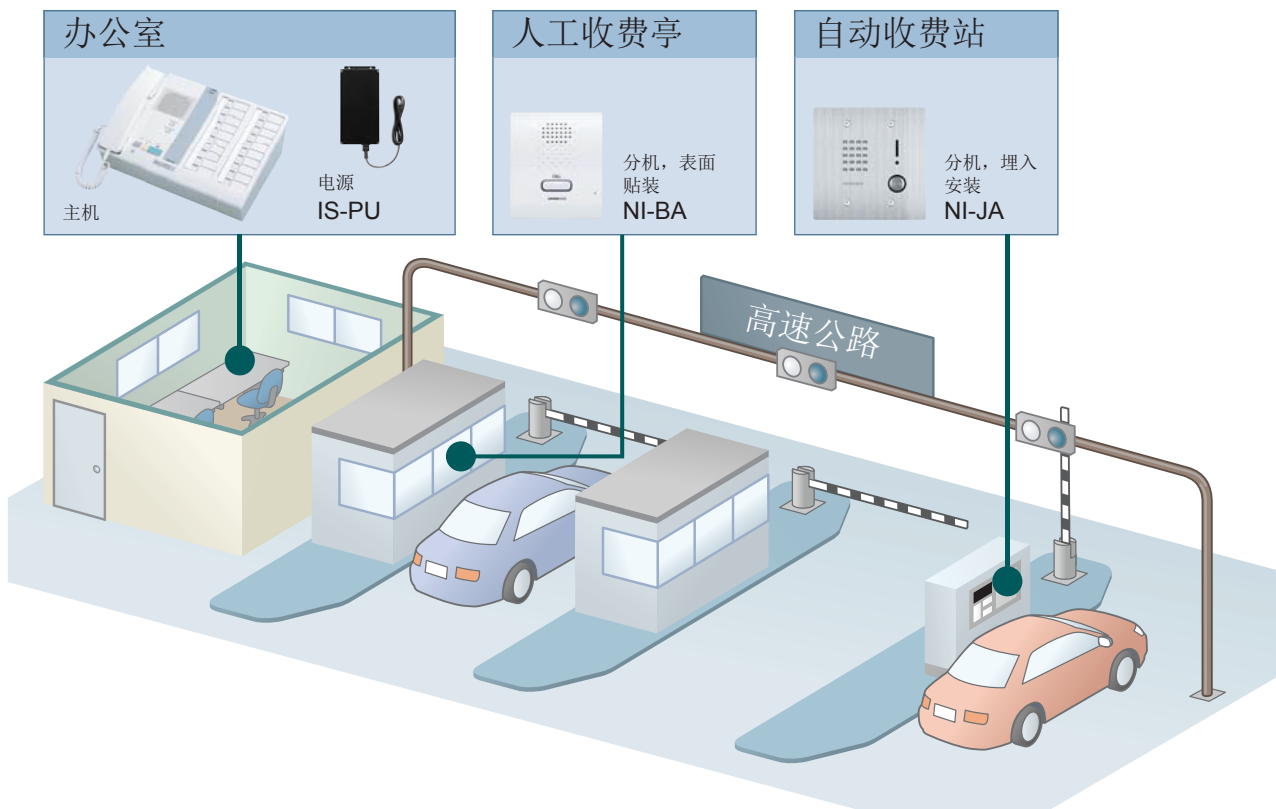 办公室
主机
电源
IS-PU
人工收费亭
分机，表面
贴装
NI-BA
自动收费站
分机，埋入
安装
NI-JA
高速公路